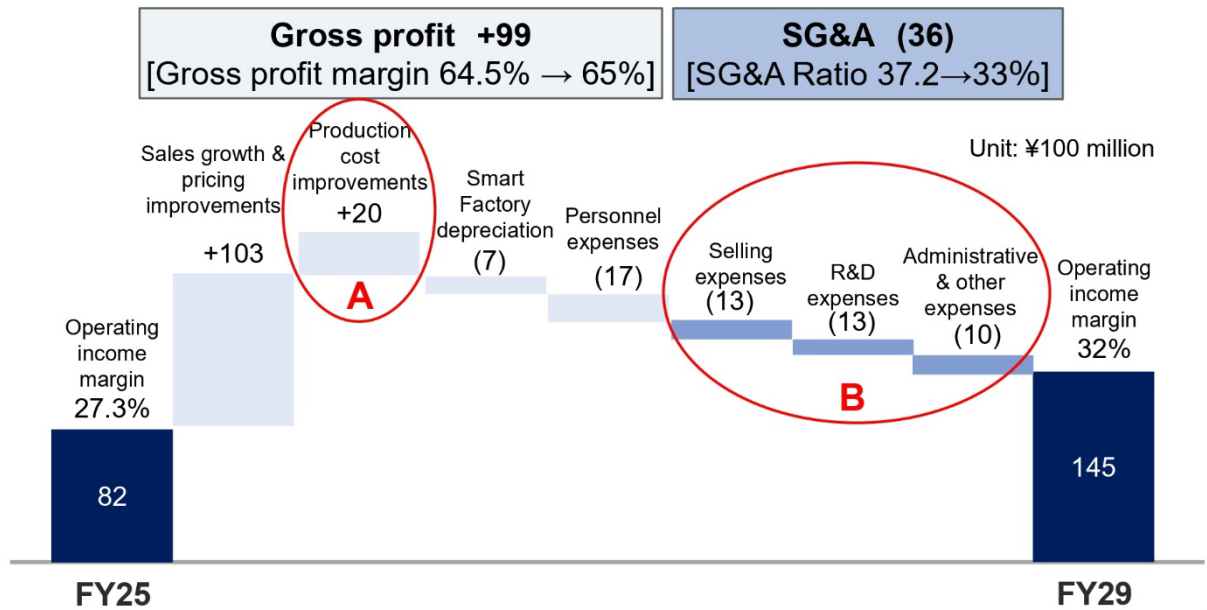 Gross profit +99
[Gross profit margin 64.5% → 65%]
SG&A (36)
[SG&A Ratio 37.2→33%]
Unit: ¥100 million
Operating
income
margin
27.3%
82
FY25
Sales growth &
pricing
improvements
+103
Production
cost
improvements
+20
A
Smart
Factory
depreciation
(7)
Personnel
expenses
(17)
Selling
expenses
(13)
R&D
expenses
(13)
Administrative
& other
expenses
(10)
B
Operating
income
margin
32%
145
FY29